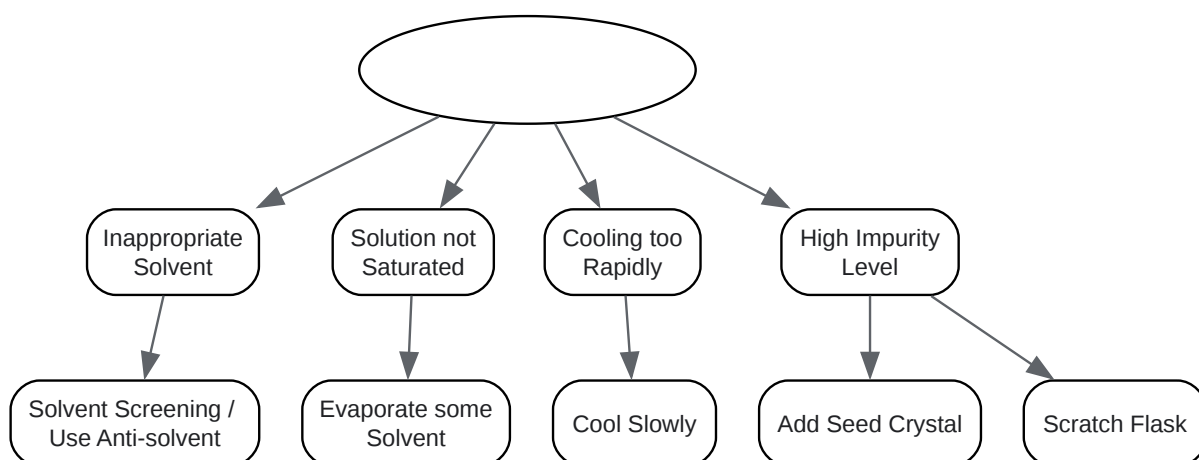 Inappropriate
Solvent
Solution not
Saturated
Cooling too
Rapidly
High Impurity
Level
Solvent Screening /
Use Anti-solvent
Evaporate some
Solvent
Cool Slowly
Add Seed Crystal
Scratch Flask